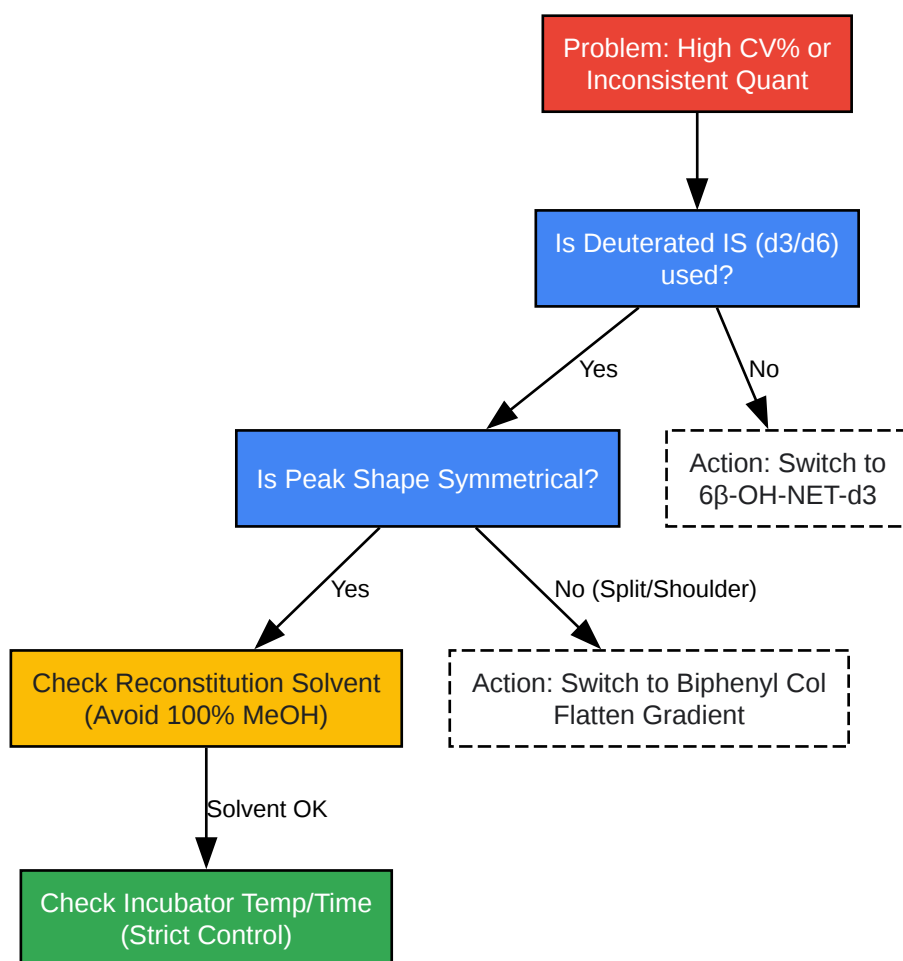 Problem: High CV% or
Inconsistent Quant
Is Deuterated IS (d3/d6)
used?
Yes
No
Is Peak Shape Symmetrical?
Action: Switch to
6β-OH-NET-d3
Yes
No (Split/Shoulder)
Check Reconstitution Solvent
(Avoid 100% MeOH)
Action: Switch to Biphenyl Col
Flatten Gradient
Solvent OK
Check Incubator Temp/Time
(Strict Control)